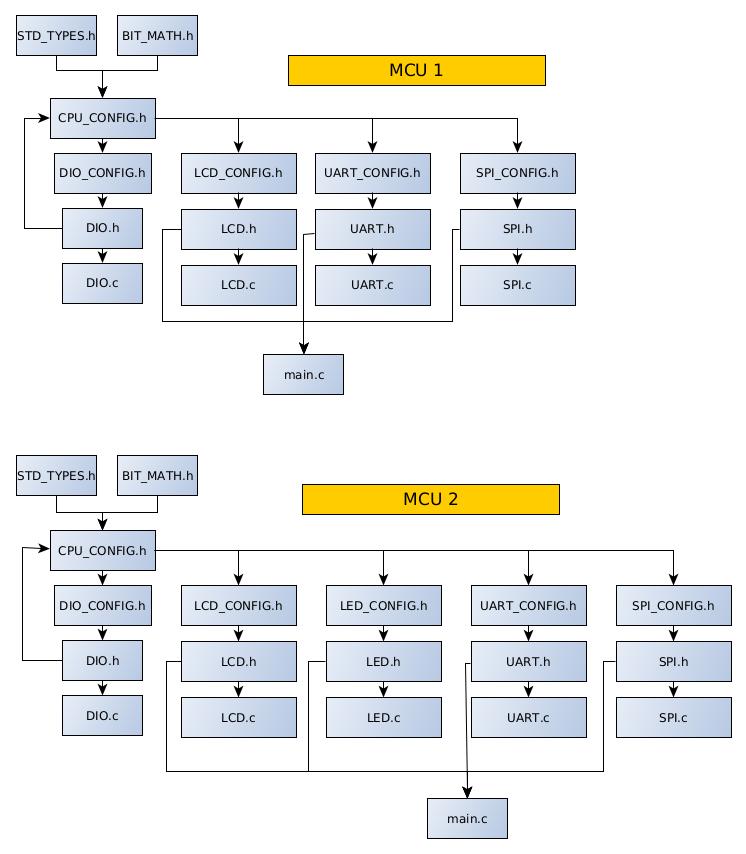 STD_TYPES.h BIT_MATH.h
MCU 1
CPU_CONFIG.h
DIO_CONFIG.h LCD_CONFIG.h UART_CONFIG.h SPI_CONFIG.h
DIO.h LCD.h UART.h SPI.h
DIO.c LCD.c UART.c SPI.c
main.c
STD_TYPES.h BIT_MATH.h
MCU 2
CPU_CONFIG.h
DIO_CONFIG.h LCD_CONFIG.h LED_CONFIG.h UART_CONFIG.h SPI_CONFIG.h
DIO.h LCD.h LED.h UART.h SPI.h
DIO.c LCD.c LED.c UART.c SPI.c
main.c